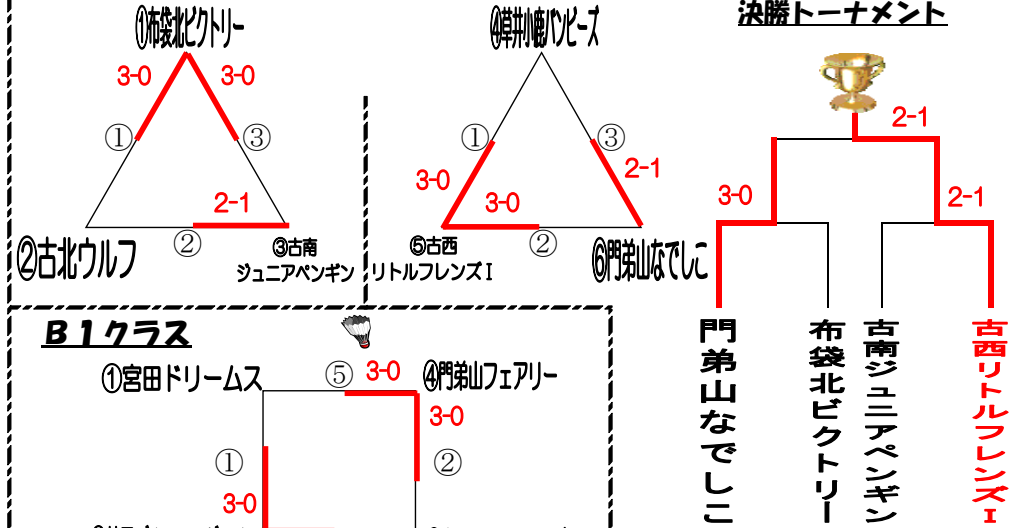 ①布袋北ビクトリー
3-0
3-0
①
③
2-1
②
②古北ウルフ
③古南
ジュニアペンギン
④草井小鹿バンビーズ
①
③
3-0
2-1
3-0
②
⑤古西
リトルフレンズⅠ
⑥門弟山なでしこ
決勝トーナメント
2-1
3-0
2-1
門弟山なでしこ
布袋北ビクトリー
古南ジュニアペンギン
古西リトルフレンズⅠ
B1クラス
①宮田ドリームス
⑤
3-0
④門弟山フェアリー
3-0
①
②
3-0